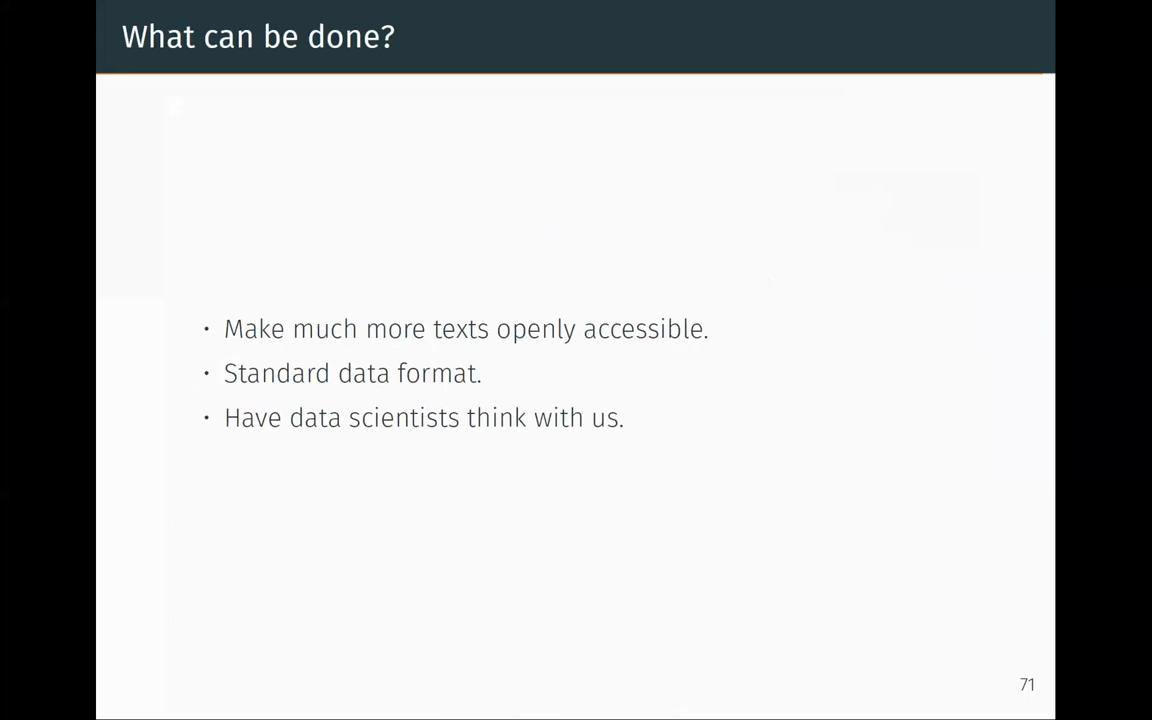 What can be done?
• Make much more texts openly accessible.
• Standard data format.
• Have data scientists think with us.
71